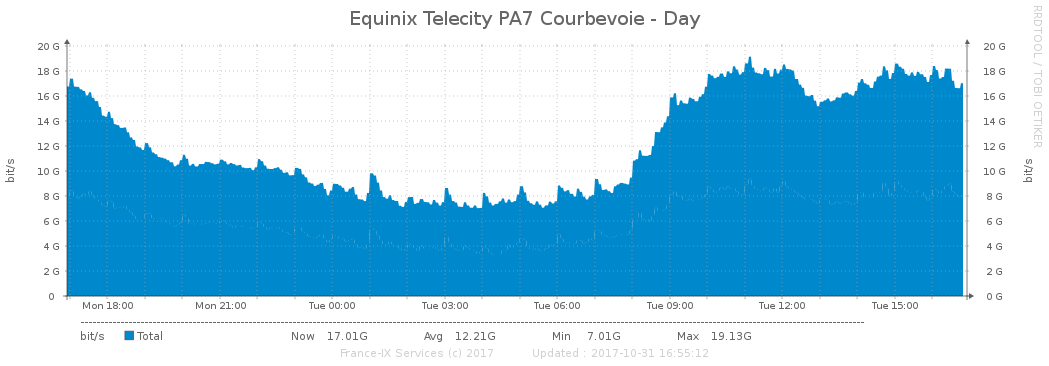 Equinix Telecity PA7 Courbevoie - Day
RRDTOOL / TOBI OETIKER
20 G 20 G
18 G 18 G
16 G 16 G
14 G 14 G
12 G 12 G
10 G 10 G
8 G 8 G
6 G 6 G
4 G 4 G
2 G 2 G
0 0 G
bit/s
bit/s
Mon 18:00 Mon 21:00 Tue 00:00 Tue 03:00 Tue 06:00 Tue 09:00 Tue 12:00 Tue 15:00
bit/s Total Now 17.01G Avg 12.21G Min 7.01G Max 19.13G
France-IX Services (c) 2017 Updated : 2017-10-31 16:55:12